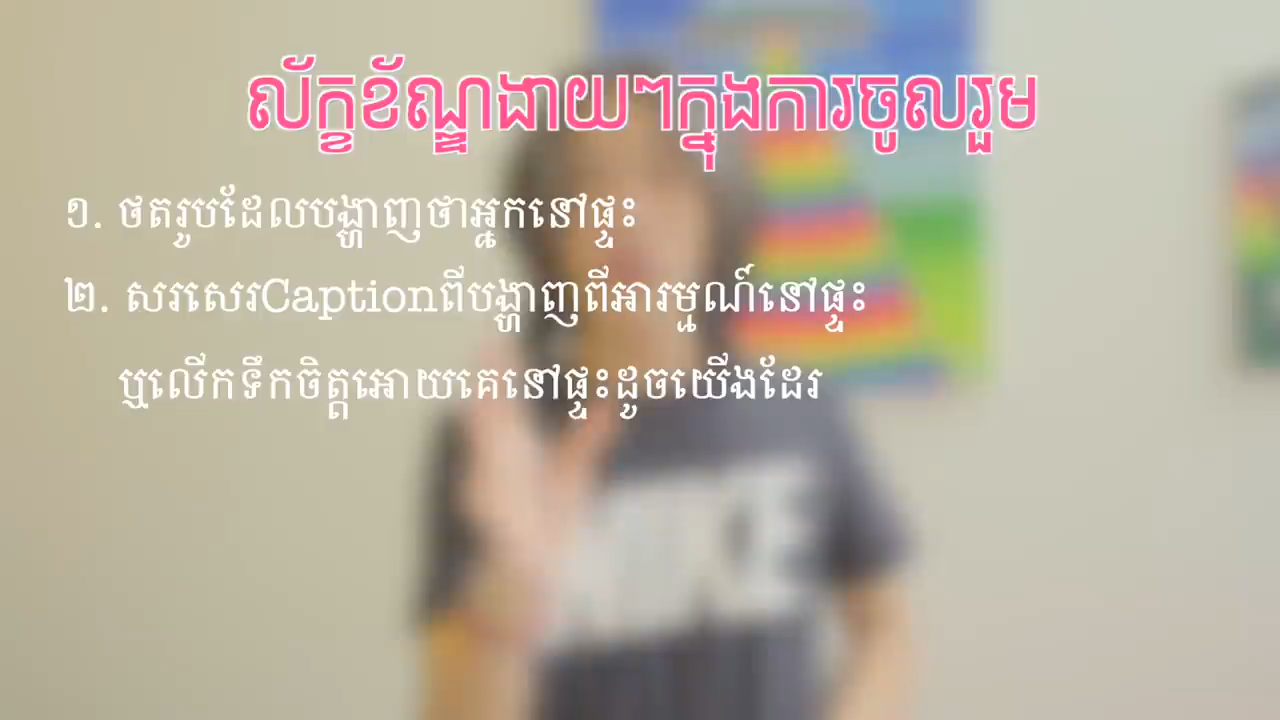 ល័ក្ខខ័ណ្ឌងាយៗក្នុងការចូលរួម
១. ថតរូបដែលបង្ហាញថាអ្នកនៅផ្ទះ
២. សរសេរCaptionពីបង្ហាញពីអារម្មណ៍នៅផ្ទះ
ឬលើកទឹកចិត្តអោយគេនៅផ្ទះដូចយើងដែរ